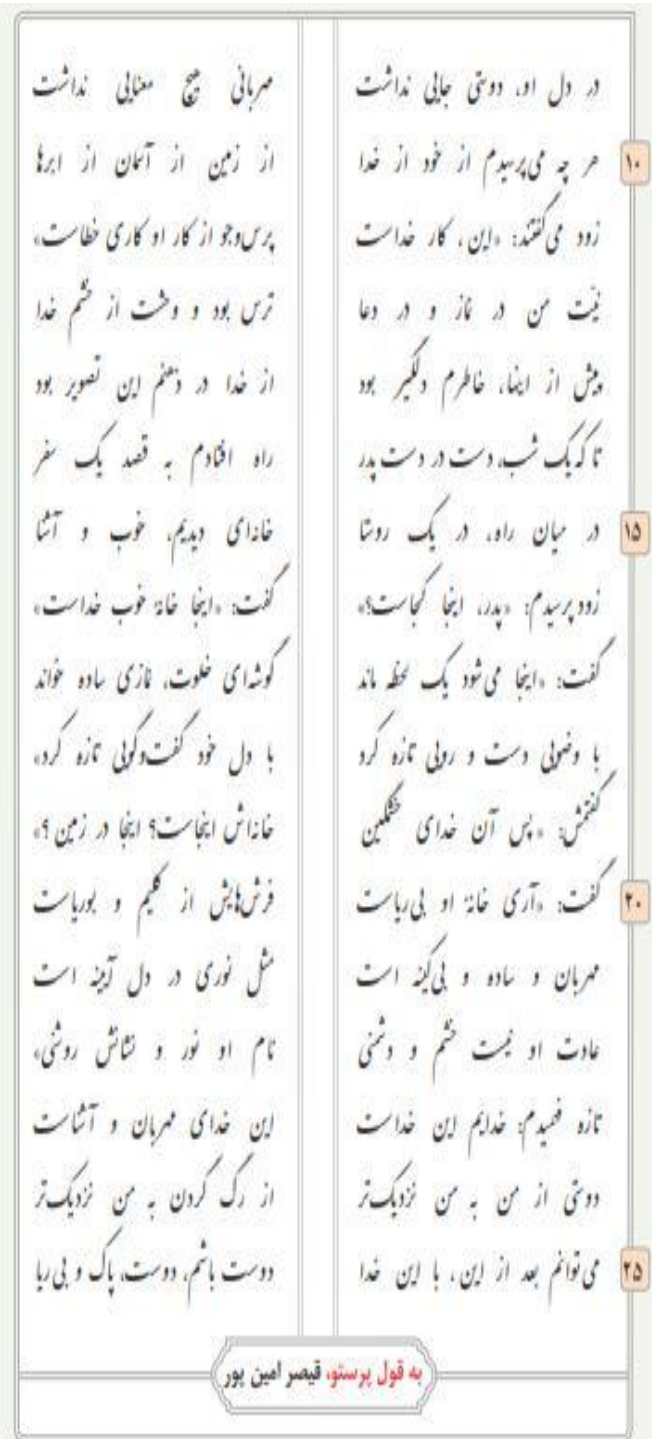 در دل او، دوستی جایی نداشت مهربانی هیچ معنایی نداشت
۱۰ هر چه می‌پرسیدم از خود از خدا از زمین از آسمان از ابرها
زود می‌گفتند: «این، کار خداست پرس‌وجو از کار او کاری خطاست»
نیّت من در نماز و در دعا ترس بود و وحشت از خشم خدا
پیش از اینها، خاطرم دلگیر بود از خدا در ذهنم این تصویر بود
تا که یک شب، دست در دست پدر راه افتادم به قصد یک سفر
۱۵ در میان راه، در یک روستا خانه‌ای دیدیم، خوب و آشنا
زود پرسیدم: «پدر، اینجا کجاست؟» گفت: «اینجا خانهٔ خوب خداست»
گفت: «اینجا می‌شود یک لحظه ماند گوشه‌ای خلوت، نمازی ساده خواند
با وضویی دست و رویی تازه کرد با دل خود گفت‌وگویی تازه کرد»
گفتمش: «پس آن خدای خشمگین خانه‌اش اینجاست؟ اینجا در زمین؟»
۲۰ گفت: «آری خانهٔ او بی‌ریاست فرش‌هایش از گلیم و بوریاست
مهربان و ساده و بی‌کینه است مثل نوری در دل آیینه است
عادت او نیست خشم و دشمنی نام او نور و نشانش روشنی»
تازه فهمیدم: خدایم این خداست این خدای مهربان و آشناست
دوستی از من به من نزدیک‌تر از رگ گردن به من نزدیک‌تر
۲۵ می‌توانم بعد از این، با این خدا دوست باشم، دوست، پاک و بی‌ریا
به قول پرستو، قیصر امین پور